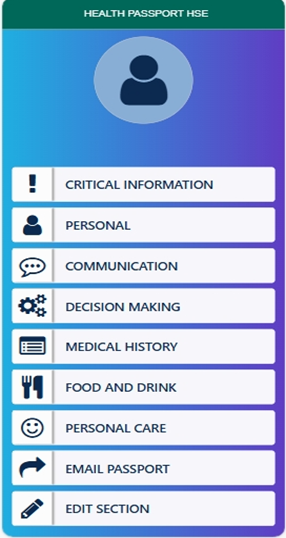 HEALTH PASSPORT HSE
CRITICAL INFORMATION
PERSONAL
COMMUNICATION
DECISION MAKING
MEDICAL HISTORY
FOOD AND DRINK
PERSONAL CARE
EMAIL PASSPORT
EDIT SECTION